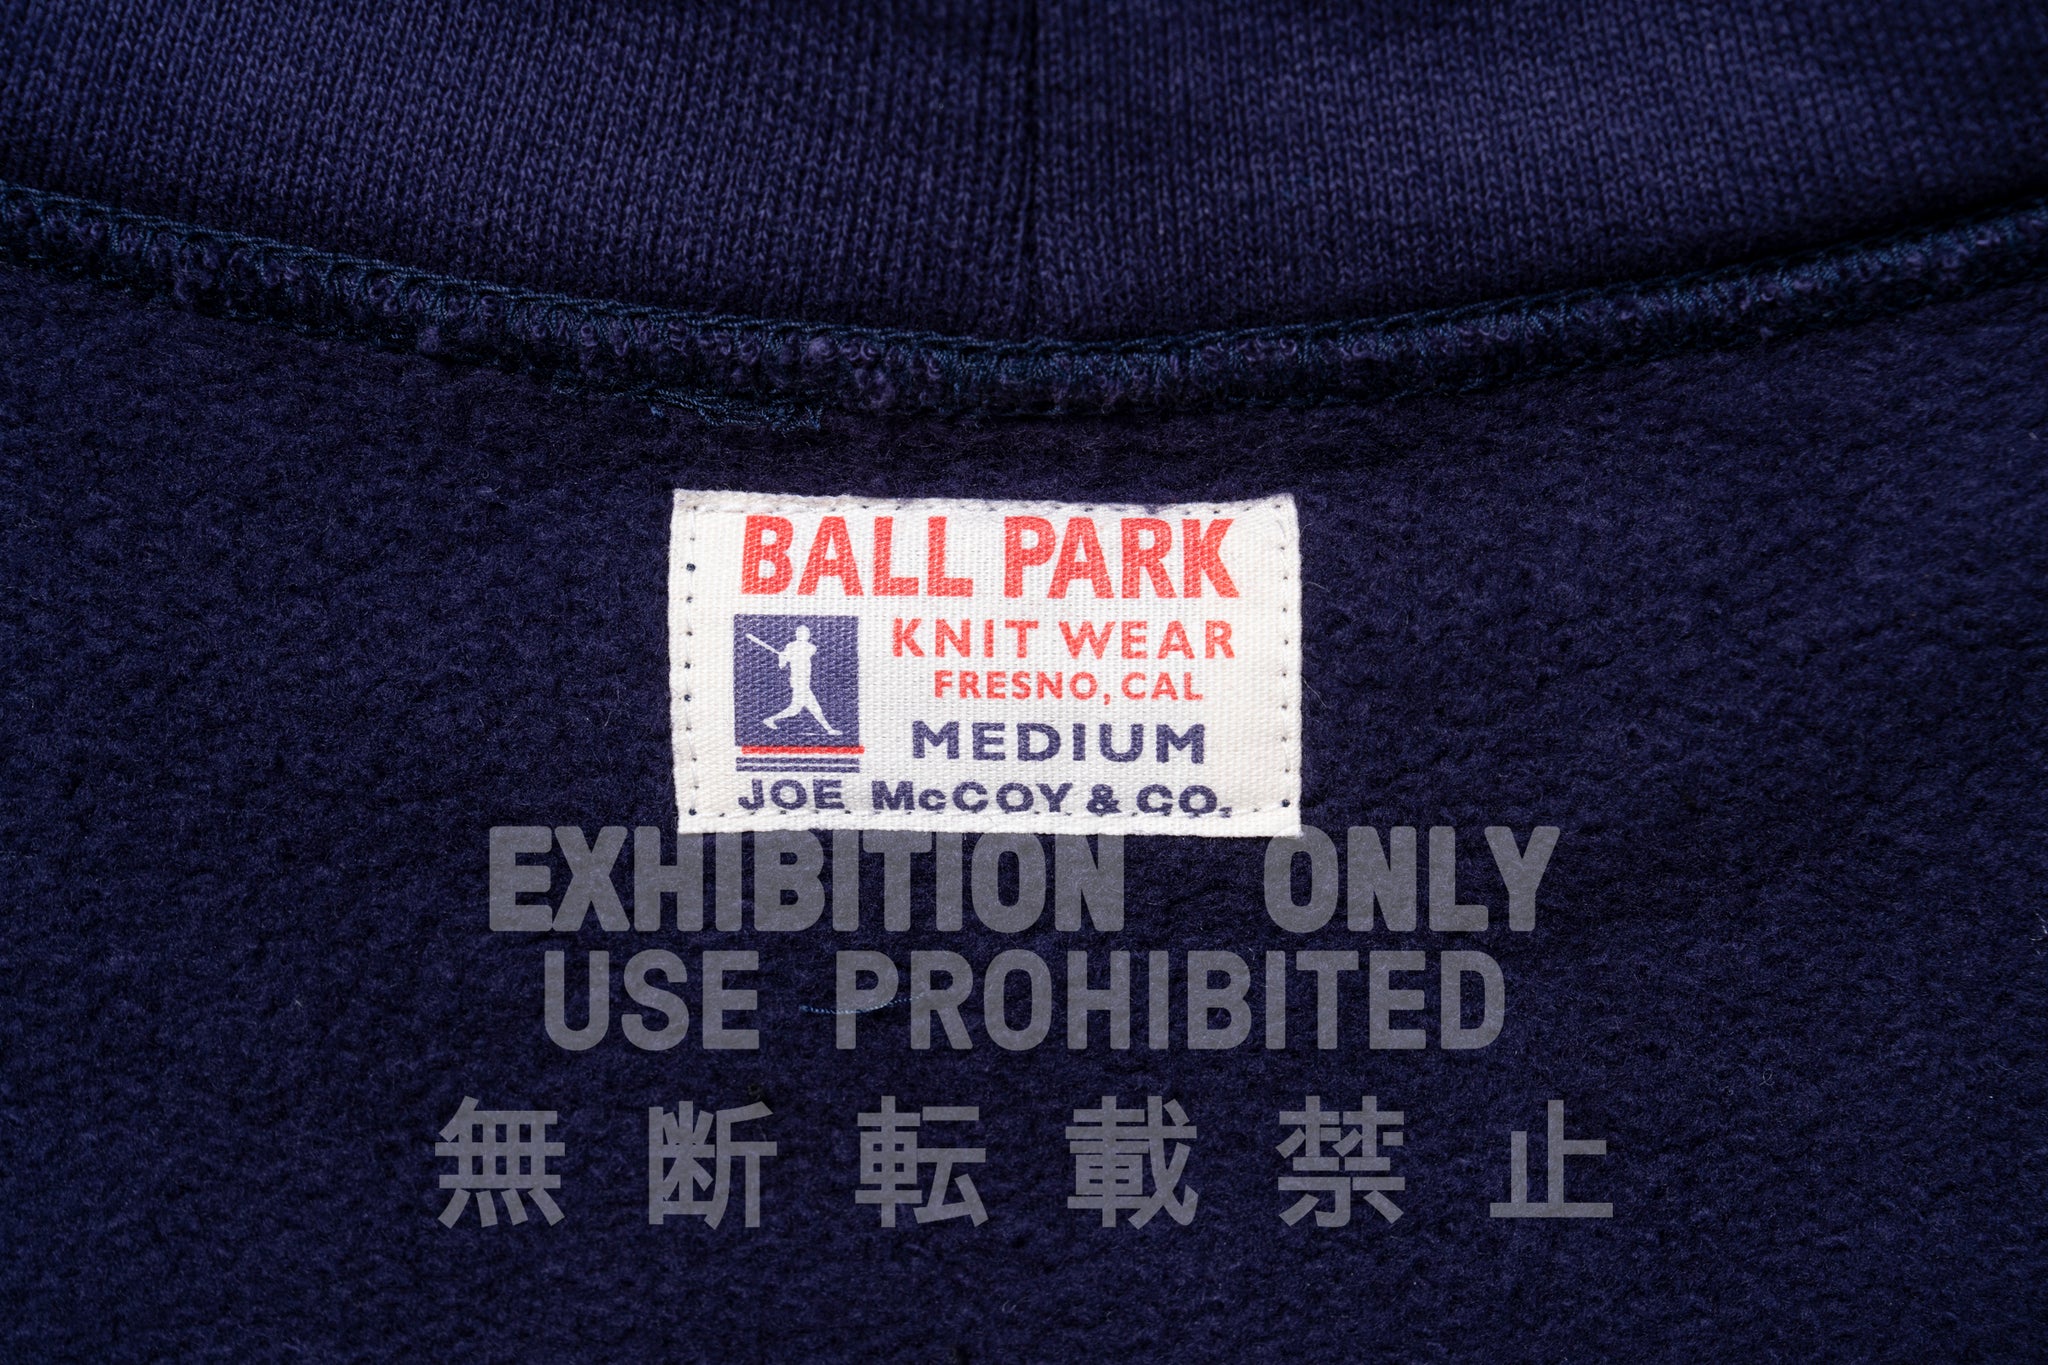 BALL PARK
KNIT WEAR
FRESNO, CAL
MEDIUM
JOE McCOY & CO.
EXHIBITION ONLY
USE PROHIBITED
無断転載禁止